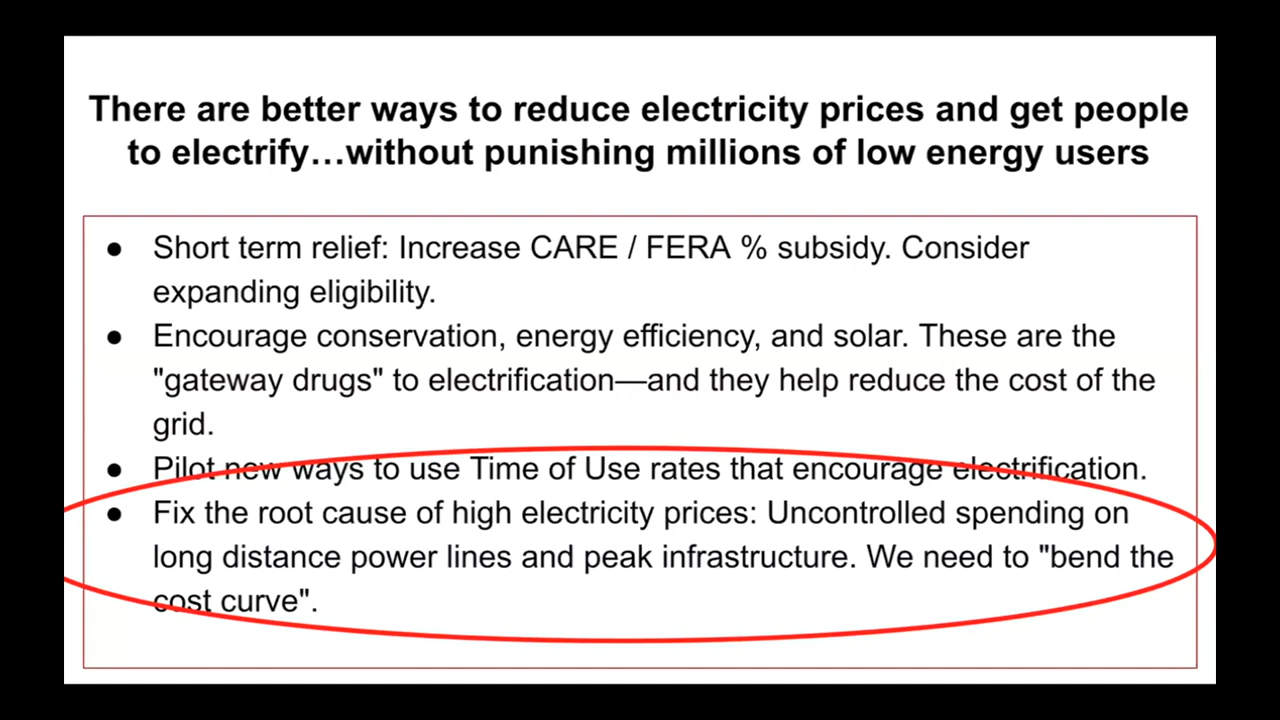 There are better ways to reduce electricity prices and get people
to electrify…without punishing millions of low energy users
● Short term relief: Increase CARE / FERA % subsidy. Consider
expanding eligibility.
● Encourage conservation, energy efficiency, and solar. These are the
"gateway drugs" to electrification—and they help reduce the cost of the
grid.
● Pilot new ways to use Time of Use rates that encourage electrification.
● Fix the root cause of high electricity prices: Uncontrolled spending on
long distance power lines and peak infrastructure. We need to "bend the
cost curve".